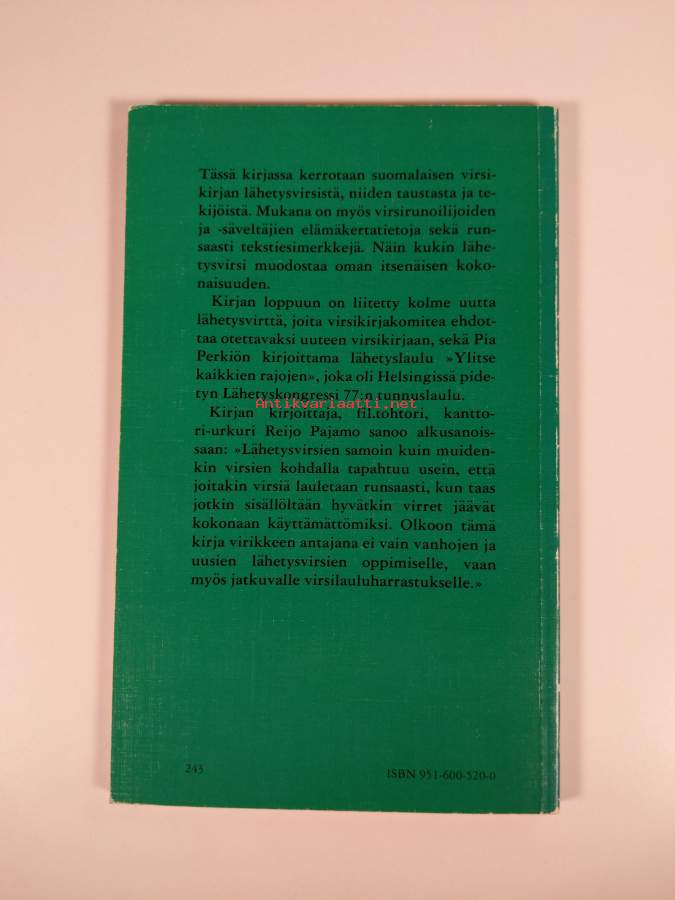 Tässä kirjassa kerrotaan suomalaisen virsi-
kirjan lähetysvirsistä, niiden taustasta ja te-
kijöistä. Mukana on myös virsirunoilijoiden
ja -säveltäjien elämäkertatietoja sekä run-
saasti tekstiesimerkkejä. Näin kukin lähe-
tysvirsi muodostaa oman itsenäisen koko-
naisuuden.
Kirjan loppuun on liitetty kolme uutta
lähetysvirttä, joita virsikirjakomitea ehdot-
taa otettavaksi uuteen virsikirjaan, sekä Pia
Perkiön kirjoittama lähetyslaulu »Ylitse
kaikkien rajojen», joka oli Helsingissä pide-
tyn Lähetyskongressi 77:n tunnuslaulu.
Antikvariaatti.net
Kirjan kirjoittaja, fil.tohtori, kantto-
ri-urkuri Reijo Pajamo sanoo alkusanois-
saan: »Lähetysvirsien samoin kuin muiden-
kin virsien kohdalla tapahtuu usein, että
joitakin virsiä lauletaan runsaasti, kun taas
jotkin sisällöltään hyvätkin virret jäävät
kokonaan käyttämättömiksi. Olkoon tämä
kirja virikkeen antajana ei vain vanhojen ja
uusien lähetysvirsien oppimiselle, vaan
myös jatkuvalle virsilauluharrastukselle.»
243
ISBN 951-600-520-0